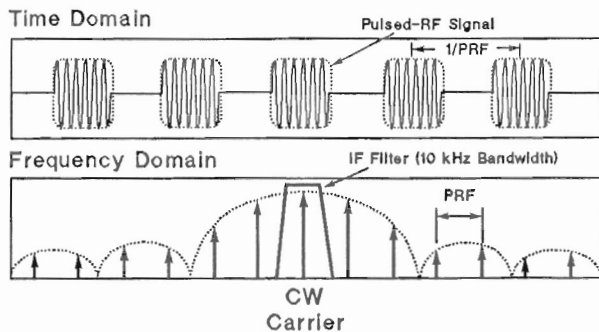 Time Domain
Pulsed-RF Signal
1/PRF
Frequency Domain
IF Filter (10 kHz Bandwidth)
PRF
CW
Carrier